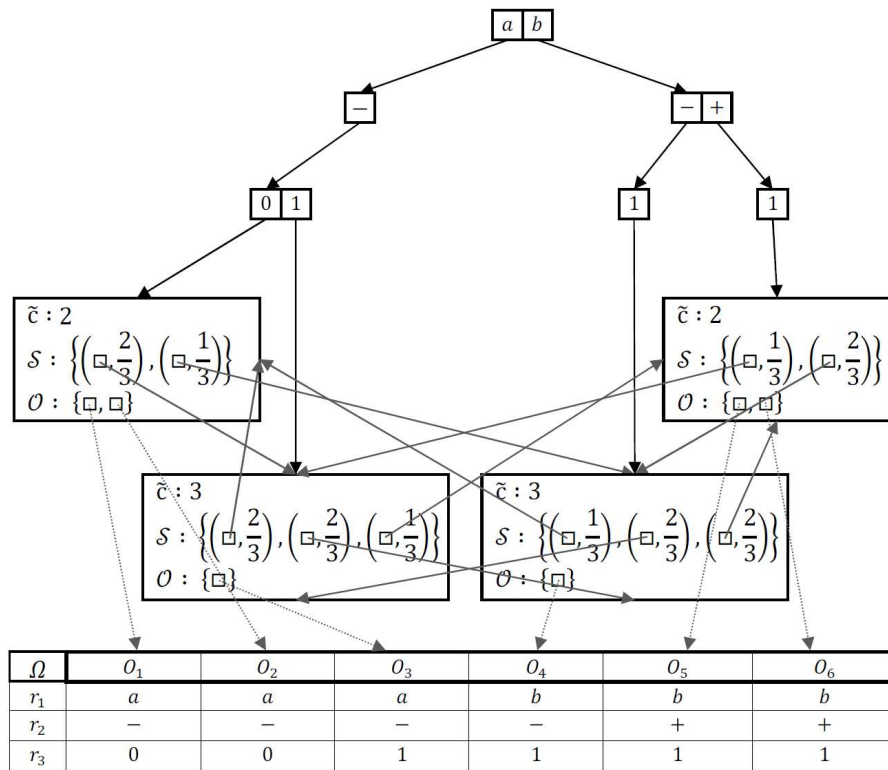 a b
− − +
0 1 1 1
c̃ : 2
𝒮 : {(□, 2/3), (□, 1/3)}
𝒪 : {□, □}
c̃ : 2
𝒮 : {(□, 1/3), (□, 2/3)}
𝒪 : {□, □}
c̃ : 3
𝒮 : {(□, 2/3), (□, 2/3), (□, 1/3)}
𝒪 : {□}
c̃ : 3
𝒮 : {(□, 1/3), (□, 2/3), (□, 2/3)}
𝒪 : {□}
Ω O₁ O₂ O₃ O₄ O₅ O₆
r₁ a a a b b b
r₂ − − − − + +
r₃ 0 0 1 1 1 1